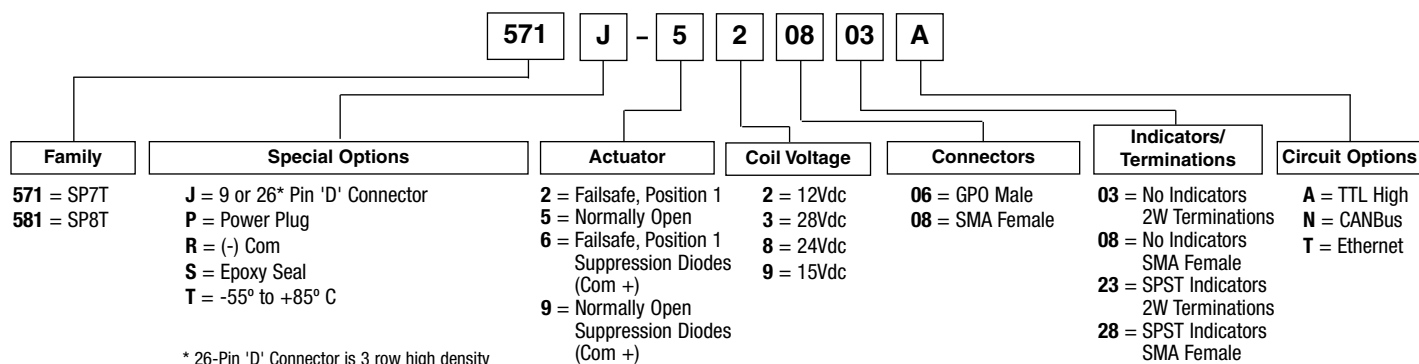 571 J – 5 2 08 03 A
Family
571 = SP7T
581 = SP8T
Special Options
J = 9 or 26* Pin 'D' Connector
P = Power Plug
R = (-) Com
S = Epoxy Seal
T = -55º to +85º C
* 26-Pin 'D' Connector is 3 row high density
Actuator
2 = Failsafe, Position 1
5 = Normally Open
6 = Failsafe, Position 1
Suppression Diodes
(Com +)
9 = Normally Open
Suppression Diodes
(Com +)
Coil Voltage
2 = 12Vdc
3 = 28Vdc
8 = 24Vdc
9 = 15Vdc
Connectors
06 = GPO Male
08 = SMA Female
Indicators/
Terminations
03 = No Indicators
2W Terminations
08 = No Indicators
SMA Female
23 = SPST Indicators
2W Terminations
28 = SPST Indicators
SMA Female
Circuit Options
A = TTL High
N = CANBus
T = Ethernet